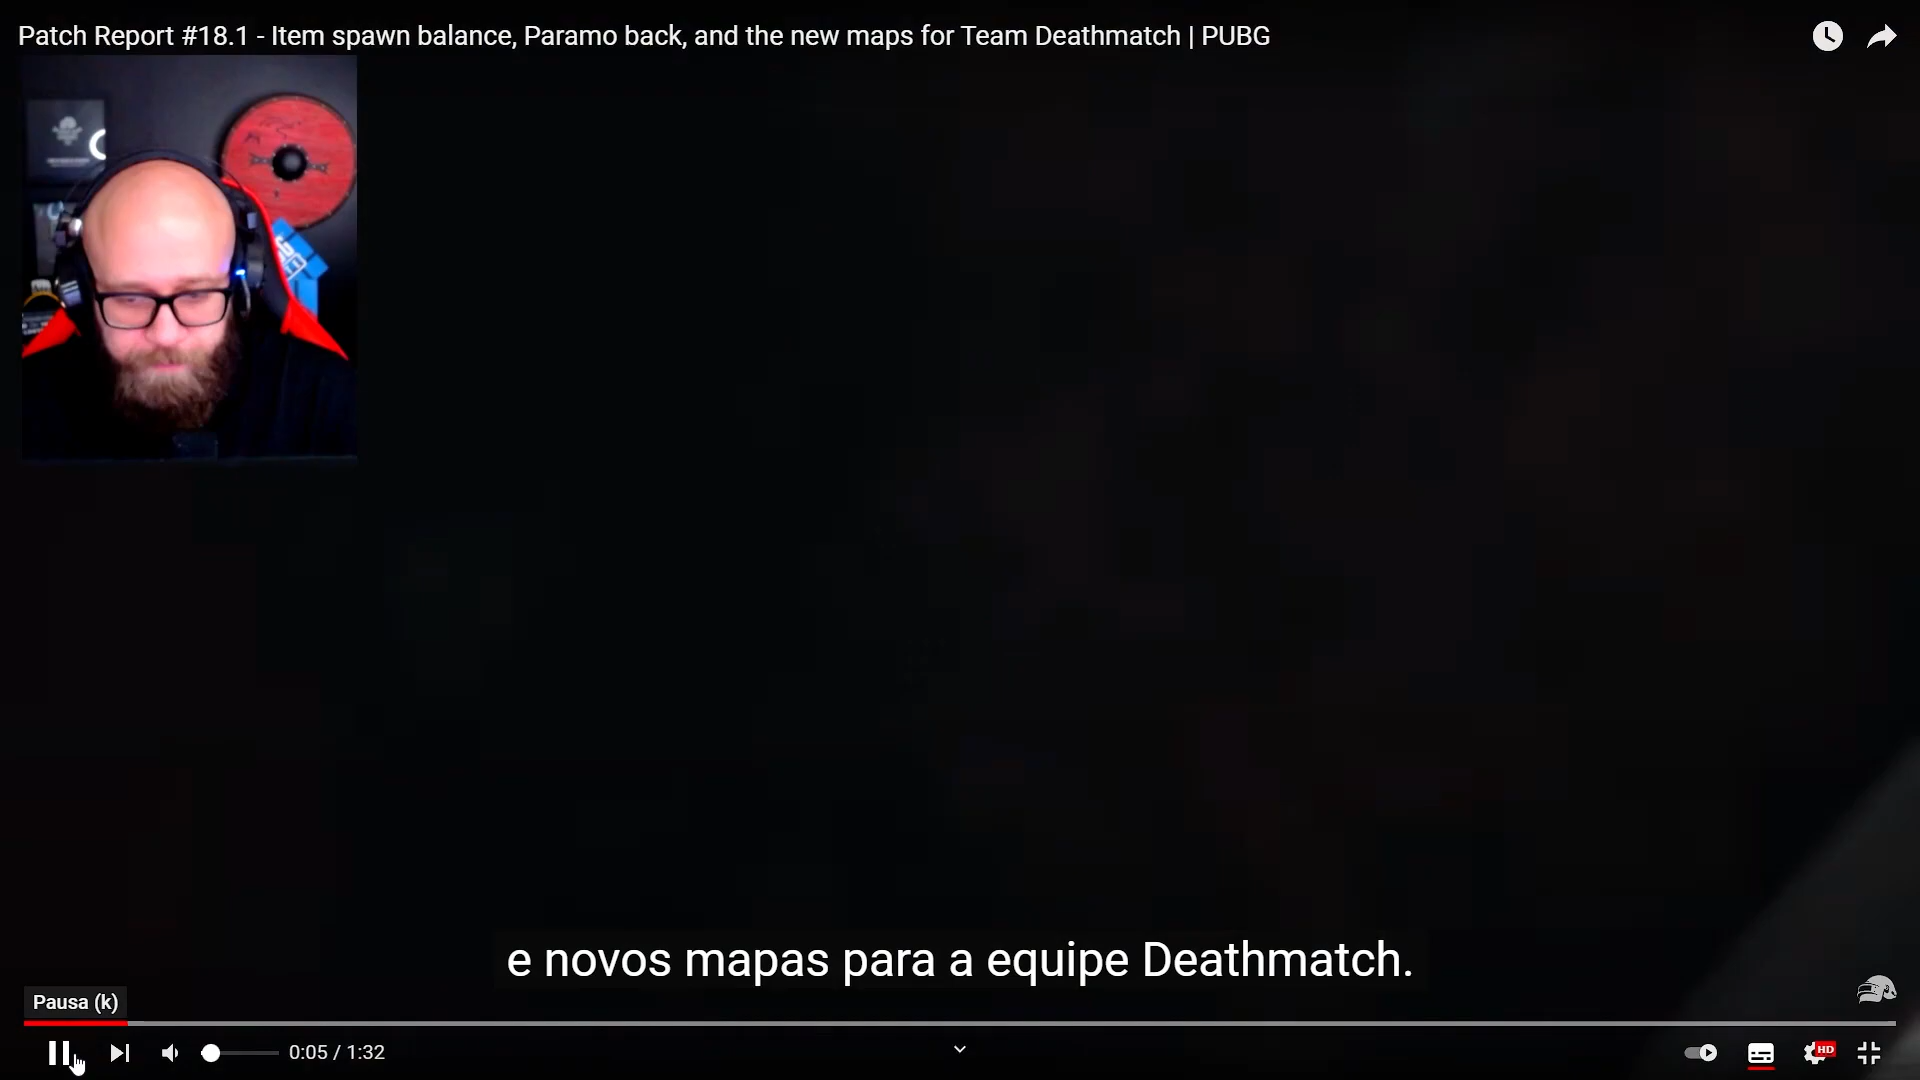 Patch Report #18.1 - Item spawn balance, Paramo back, and the new maps for Team Deathmatch | PUBG
e novos mapas para a equipe Deathmatch.
Pausa (k)
0:05 / 1:32
HD